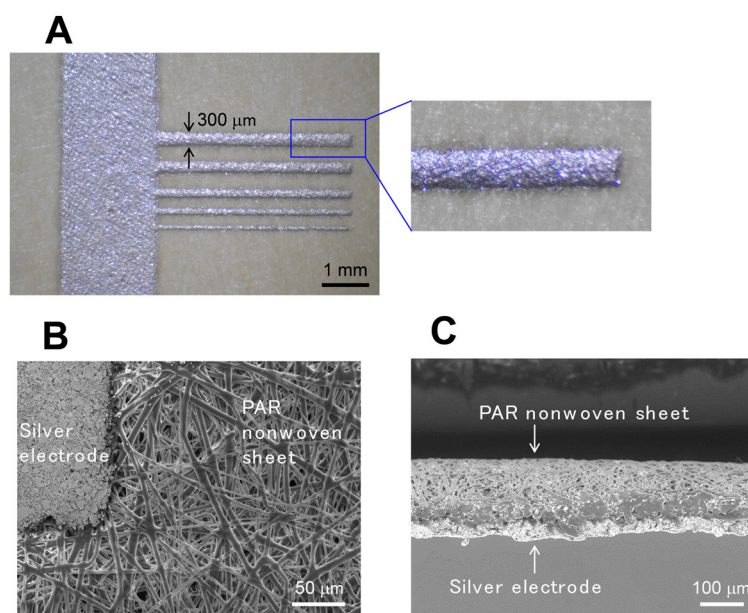 A
300 μm
1 mm
B
Silver
electrode
PAR
nonwoven
sheet
50 μm
C
PAR nonwoven sheet
Silver electrode
100 μm